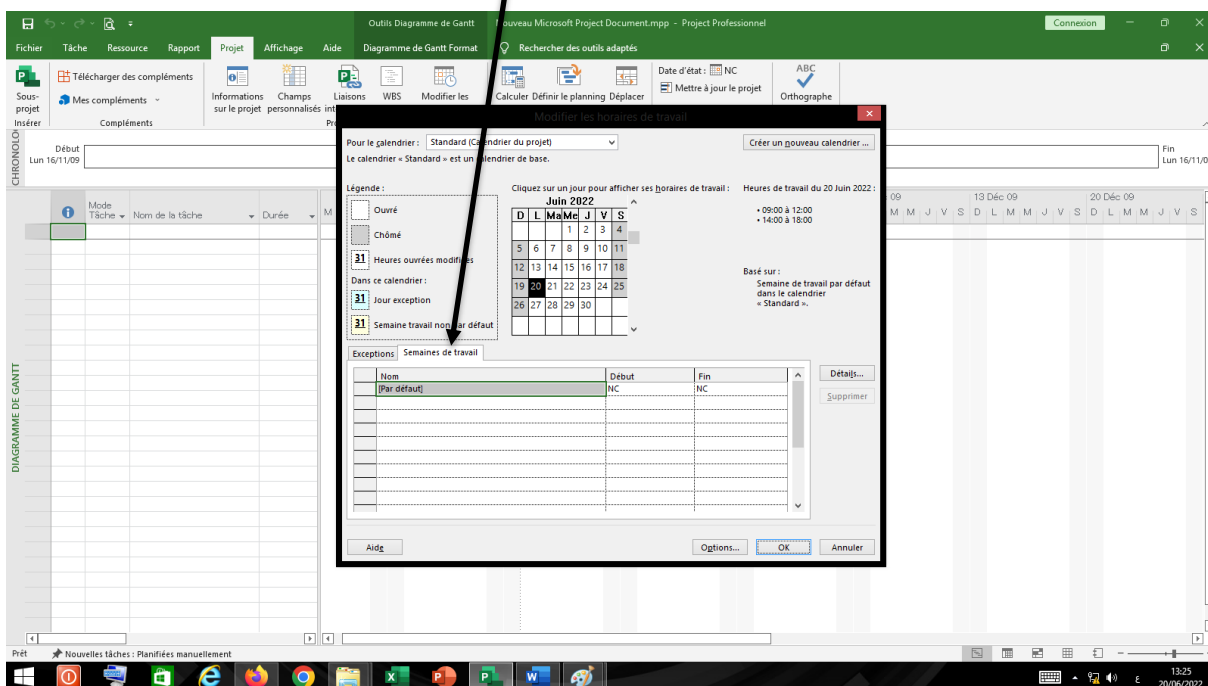 Outils Diagramme de Gantt
Nouveau Microsoft Project Document.mpp - Project Professionnel
Connexion
Fichier Tâche Ressource Rapport Projet Affichage Aide Diagramme de Gantt Format Rechercher des outils adaptés
Sous-projet
Télécharger des compléments
Mes compléments
Informations sur le projet
Champs personnalisés
Liaisons
WBS
Modifier les
Calculer
Définir le planning
Déplacer
Date d'état : NC
Mettre à jour le projet
ABC
Orthographe
Insérer
Compléments
Modifier les horaires de travail
Pour le calendrier : Standard (Calendrier du projet)
Créer un nouveau calendrier ...
Le calendrier « Standard » est un calendrier de base.
Début
Lun 16/11/09
Fin
Lun 16/11/0
Légende :
Ouvré
Chômé
31 Heures ouvrées modifiées
Dans ce calendrier :
31 Jour exception
31 Semaine travail non par défaut
Cliquez sur un jour pour afficher ses horaires de travail :
Juin 2022
D L Ma Me J V S
1 2 3 4
5 6 7 8 9 10 11
12 13 14 15 16 17 18
19 20 21 22 23 24 25
26 27 28 29 30
Heures de travail du 20 Juin 2022 :
• 09:00 à 12:00
• 14:00 à 18:00
Basé sur :
Semaine de travail par défaut
dans le calendrier
« Standard ».
Mode Tâche
Nom de la tâche
Durée
M
09
13 Déc 09
20 Déc 09
M M J V S D L M M J V S D L M M J V S
Exceptions Semaines de travail
Nom Début Fin
[Par défaut] NC NC
Détails...
Supprimer
Aide
Options...
OK
Annuler
DIAGRAMME DE GANTT
Prêt
Nouvelles tâches : Planifiées manuellement
13:25
20/06/2022